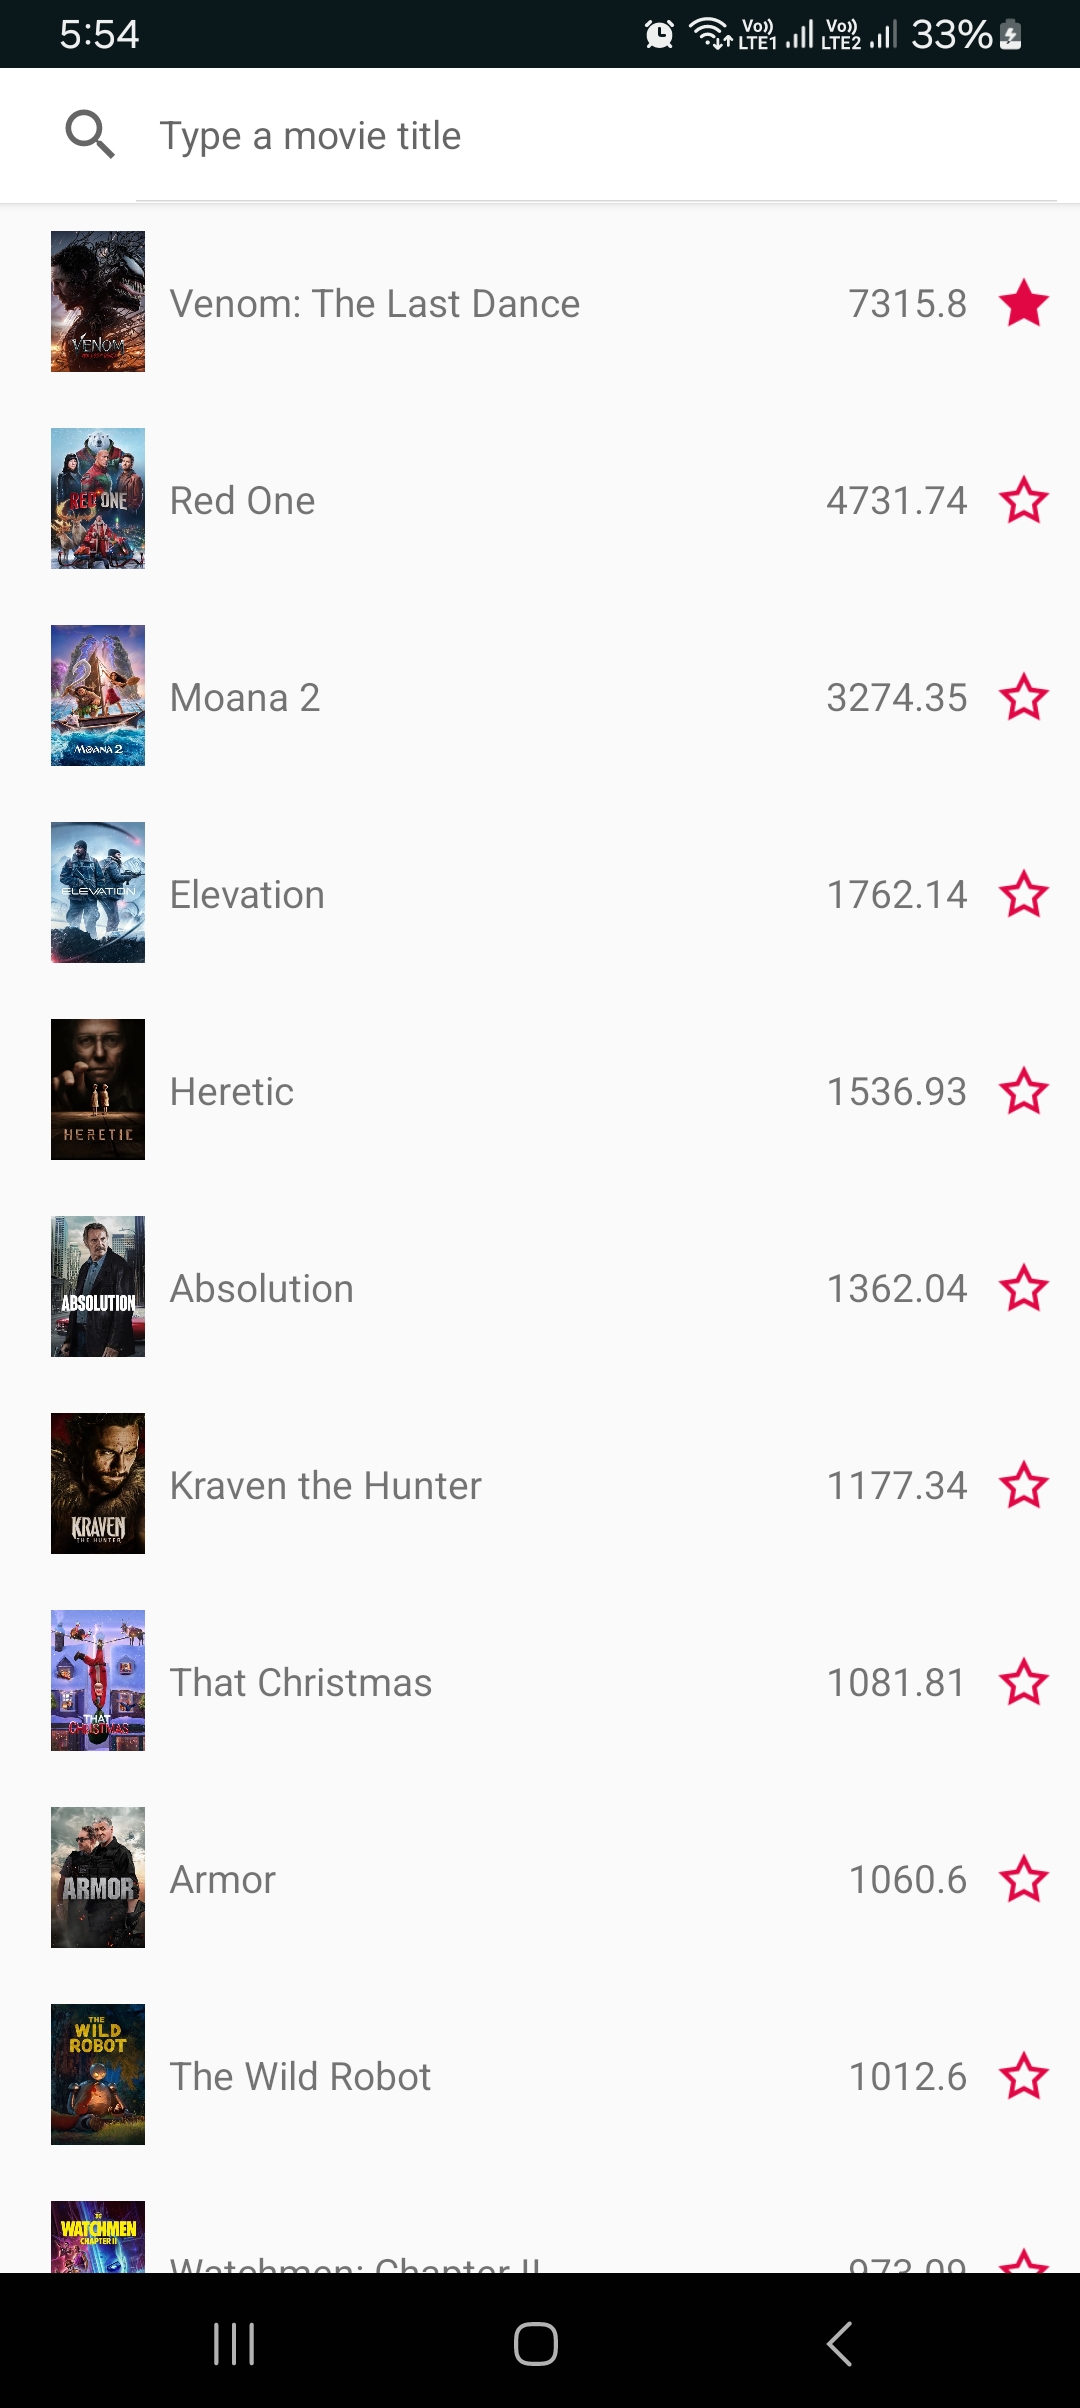 5:54
Vo)) LTE1 Vo)) LTE2 33%
Type a movie title
VENOM
Venom: The Last Dance 7315.8
RED ONE
Red One 4731.74
MOANA 2
Moana 2 3274.35
ELEVATION
Elevation 1762.14
HERETIC
Heretic 1536.93
ABSOLUTION
Absolution 1362.04
KRAVEN
THE HUNTER
Kraven the Hunter 1177.34
THAT
CHRISTMAS
That Christmas 1081.81
ARMOR
Armor 1060.6
THE
WILD
ROBOT
The Wild Robot 1012.6
WATCHMEN
CHAPTER II
Watchmen: Chapter II 973.09